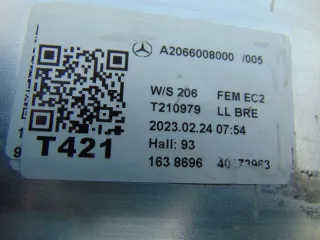 A2066008000 /005
W/S 206 FEM EC2
T210979 LL BRE
2023.02.24 07:54
Hall: 93
T421
163 8696